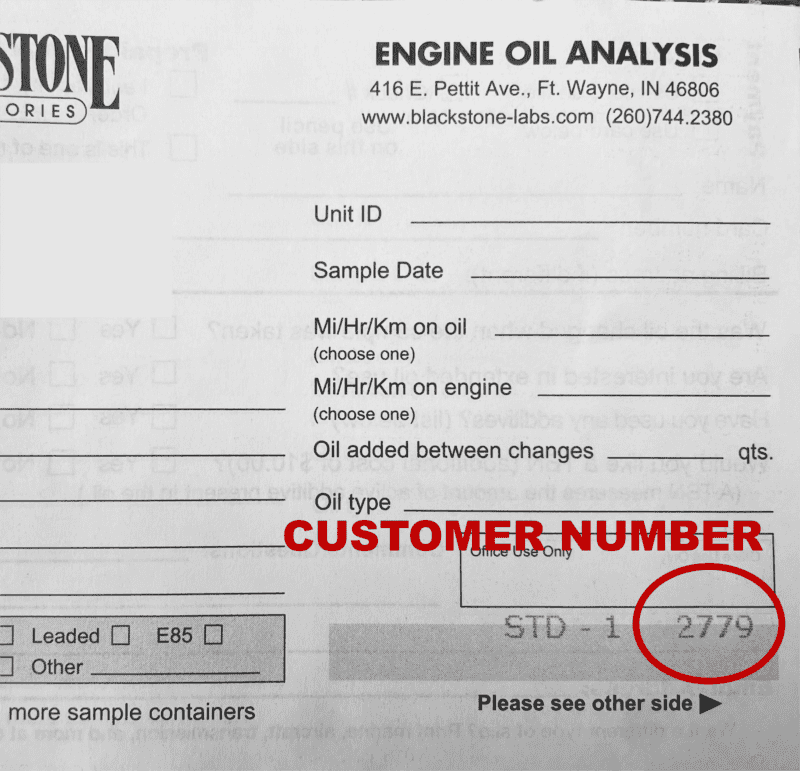 STONE
ORIES
ENGINE OIL ANALYSIS
416 E. Pettit Ave., Ft. Wayne, IN 46806
www.blackstone-labs.com (260)744.2380
Unit ID
Sample Date
Mi/Hr/Km on oil
(choose one)
Mi/Hr/Km on engine
(choose one)
Oil added between changes qts.
Oil type
CUSTOMER NUMBER
Office Use Only
STD - 1 2779
Leaded E85
Other
Please see other side
more sample containers